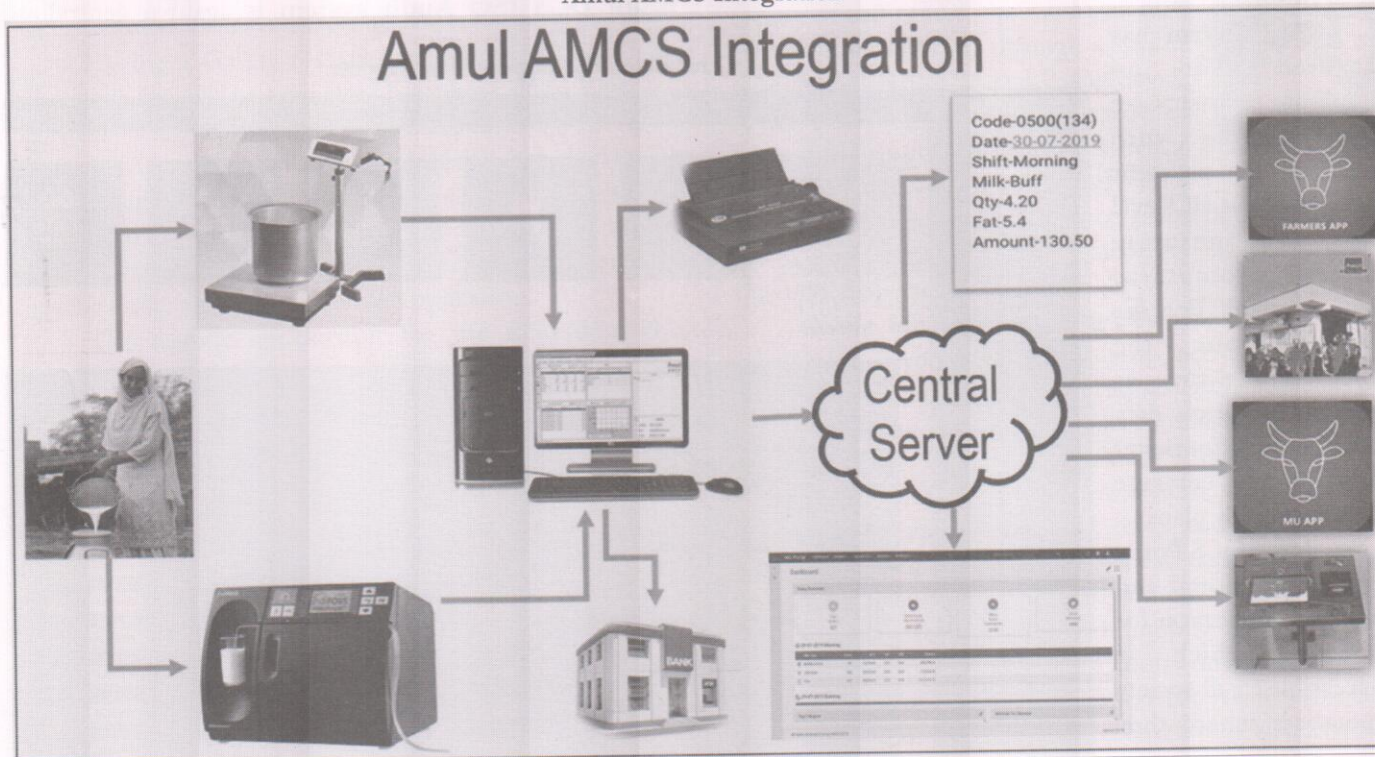 Amul AMCS Integration
Code-0500(134)
Date-30-07-2019
Shift-Morning
Milk-Buff
Qty-4.20
Fat-5.4
Amount-130.50
FARMERS APP
Central
Server
MU APP
BANK
Dashboard